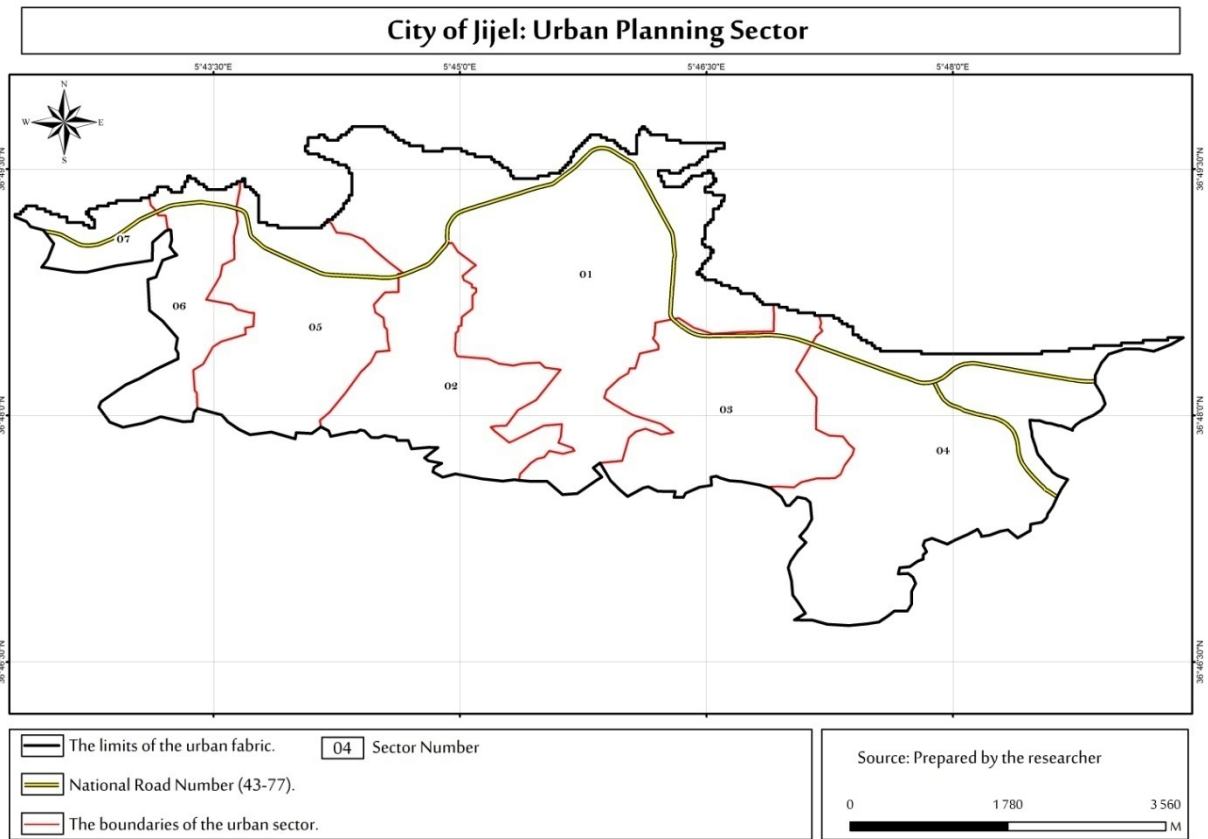 City of Jijel: Urban Planning Sector
5°43'30"E 5°45'0"E 5°46'30"E 5°48'0"E
N
W E
S
36°49'30"N
07
01
06
05
02
03
36°48'0"N 36°48'0"N
04
36°46'30"N 36°46'30"N
The limits of the urban fabric. 04 Sector Number
National Road Number (43-77).
The boundaries of the urban sector.
Source: Prepared by the researcher
0 1 780 3 560
M